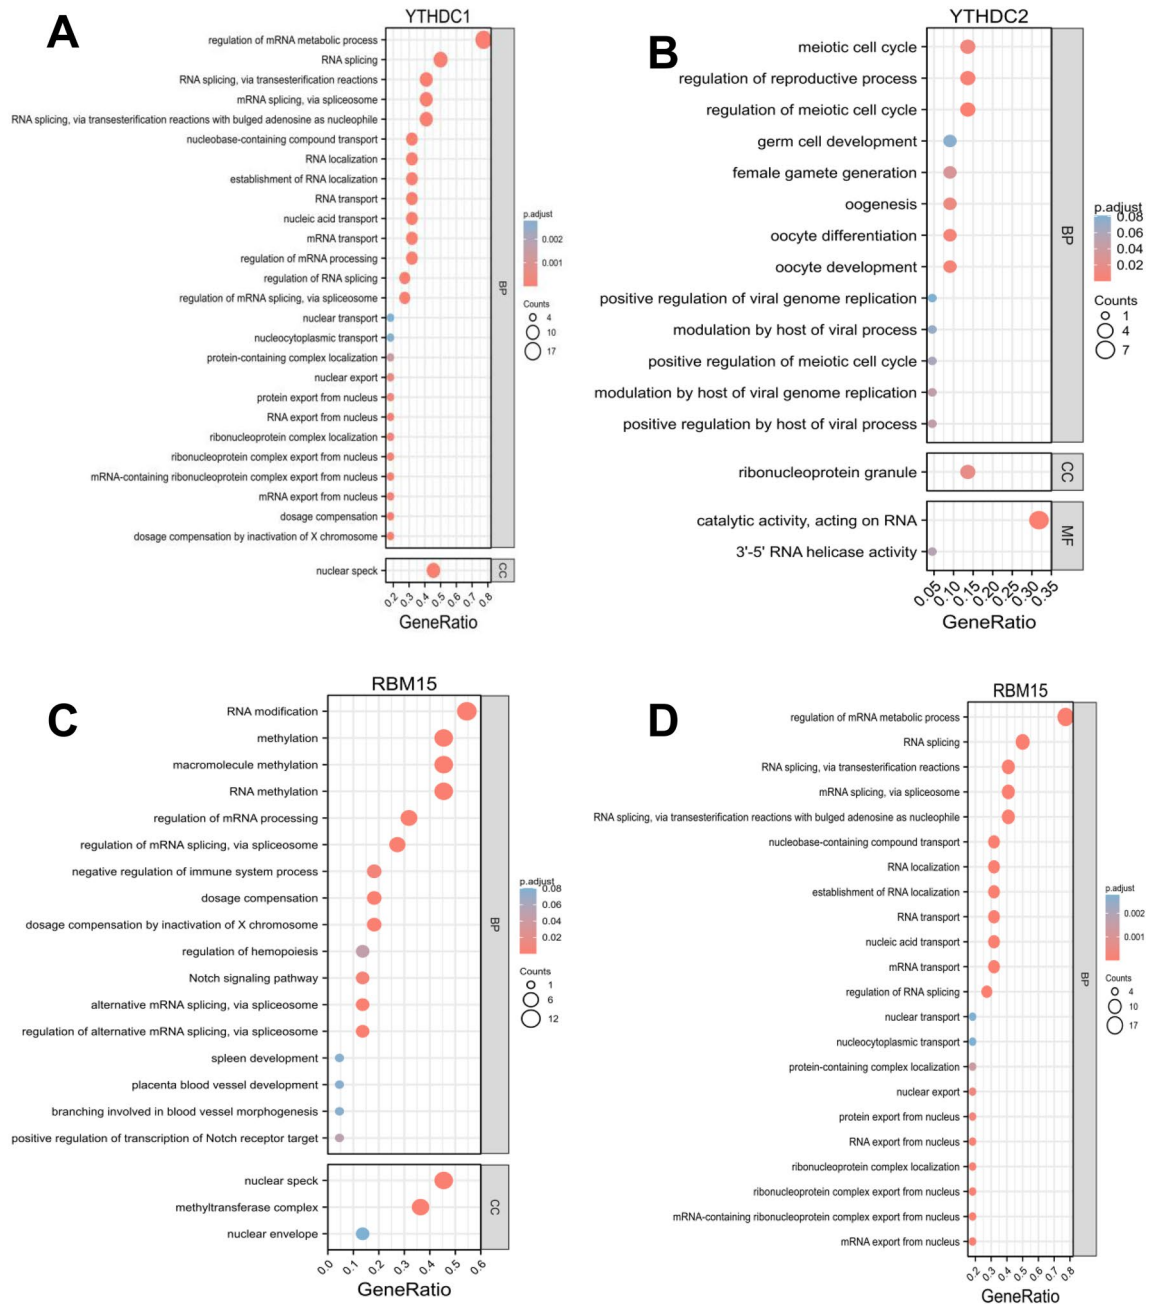 A
YTHDC1
regulation of mRNA metabolic process
RNA splicing
RNA splicing, via transesterification reactions
mRNA splicing, via spliceosome
RNA splicing, via transesterification reactions with bulged adenosine as nucleophile
nucleobase-containing compound transport
RNA localization
establishment of RNA localization
RNA transport
nucleic acid transport
mRNA transport
regulation of mRNA processing
regulation of RNA splicing
regulation of mRNA splicing, via spliceosome
nuclear transport
nucleocytoplasmic transport
protein-containing complex localization
nuclear export
protein export from nucleus
RNA export from nucleus
ribonucleoprotein complex localization
ribonucleoprotein complex export from nucleus
mRNA-containing ribonucleoprotein complex export from nucleus
mRNA export from nucleus
dosage compensation
dosage compensation by inactivation of X chromosome
BP
nuclear speck
CC
0.2 0.3 0.4 0.5 0.6 0.7 0.8
GeneRatio
p.adjust
0.002
0.001
Counts
4
10
17
B
YTHDC2
meiotic cell cycle
regulation of reproductive process
regulation of meiotic cell cycle
germ cell development
female gamete generation
oogenesis
oocyte differentiation
oocyte development
positive regulation of viral genome replication
modulation by host of viral process
positive regulation of meiotic cell cycle
modulation by host of viral genome replication
positive regulation by host of viral process
BP
ribonucleoprotein granule
CC
catalytic activity, acting on RNA
3'-5' RNA helicase activity
MF
0.05 0.10 0.15 0.20 0.25 0.30 0.35
GeneRatio
p.adjust
0.08
0.06
0.04
0.02
Counts
1
4
7
C
RBM15
RNA modification
methylation
macromolecule methylation
RNA methylation
regulation of mRNA processing
regulation of mRNA splicing, via spliceosome
negative regulation of immune system process
dosage compensation
dosage compensation by inactivation of X chromosome
regulation of hemopoiesis
Notch signaling pathway
alternative mRNA splicing, via spliceosome
regulation of alternative mRNA splicing, via spliceosome
spleen development
placenta blood vessel development
branching involved in blood vessel morphogenesis
positive regulation of transcription of Notch receptor target
BP
nuclear speck
methyltransferase complex
nuclear envelope
CC
0.0 0.1 0.2 0.3 0.4 0.5 0.6
GeneRatio
p.adjust
0.08
0.06
0.04
0.02
Counts
1
6
12
D
RBM15
regulation of mRNA metabolic process
RNA splicing
RNA splicing, via transesterification reactions
mRNA splicing, via spliceosome
RNA splicing, via transesterification reactions with bulged adenosine as nucleophile
nucleobase-containing compound transport
RNA localization
establishment of RNA localization
RNA transport
nucleic acid transport
mRNA transport
regulation of RNA splicing
nuclear transport
nucleocytoplasmic transport
protein-containing complex localization
nuclear export
protein export from nucleus
RNA export from nucleus
ribonucleoprotein complex localization
ribonucleoprotein complex export from nucleus
mRNA-containing ribonucleoprotein complex export from nucleus
mRNA export from nucleus
BP
0.2 0.3 0.4 0.5 0.6 0.7 0.8
GeneRatio
p.adjust
0.002
0.001
Counts
4
10
17